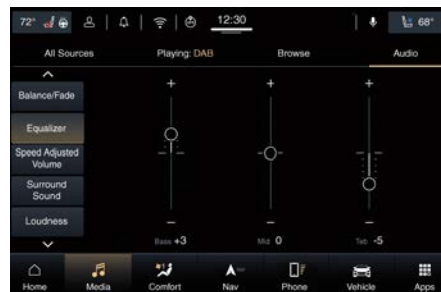 72° 12:30 68°
All Sources Playing: DAB Browse Audio
+ + +
Balance/Fade
Equalizer
Speed Adjusted
Volume
Surround
Sound
Loudness
− − −
Bass +3 Mid 0 Teb -5
Home Media Comfort Nav Phone Vehicle Apps